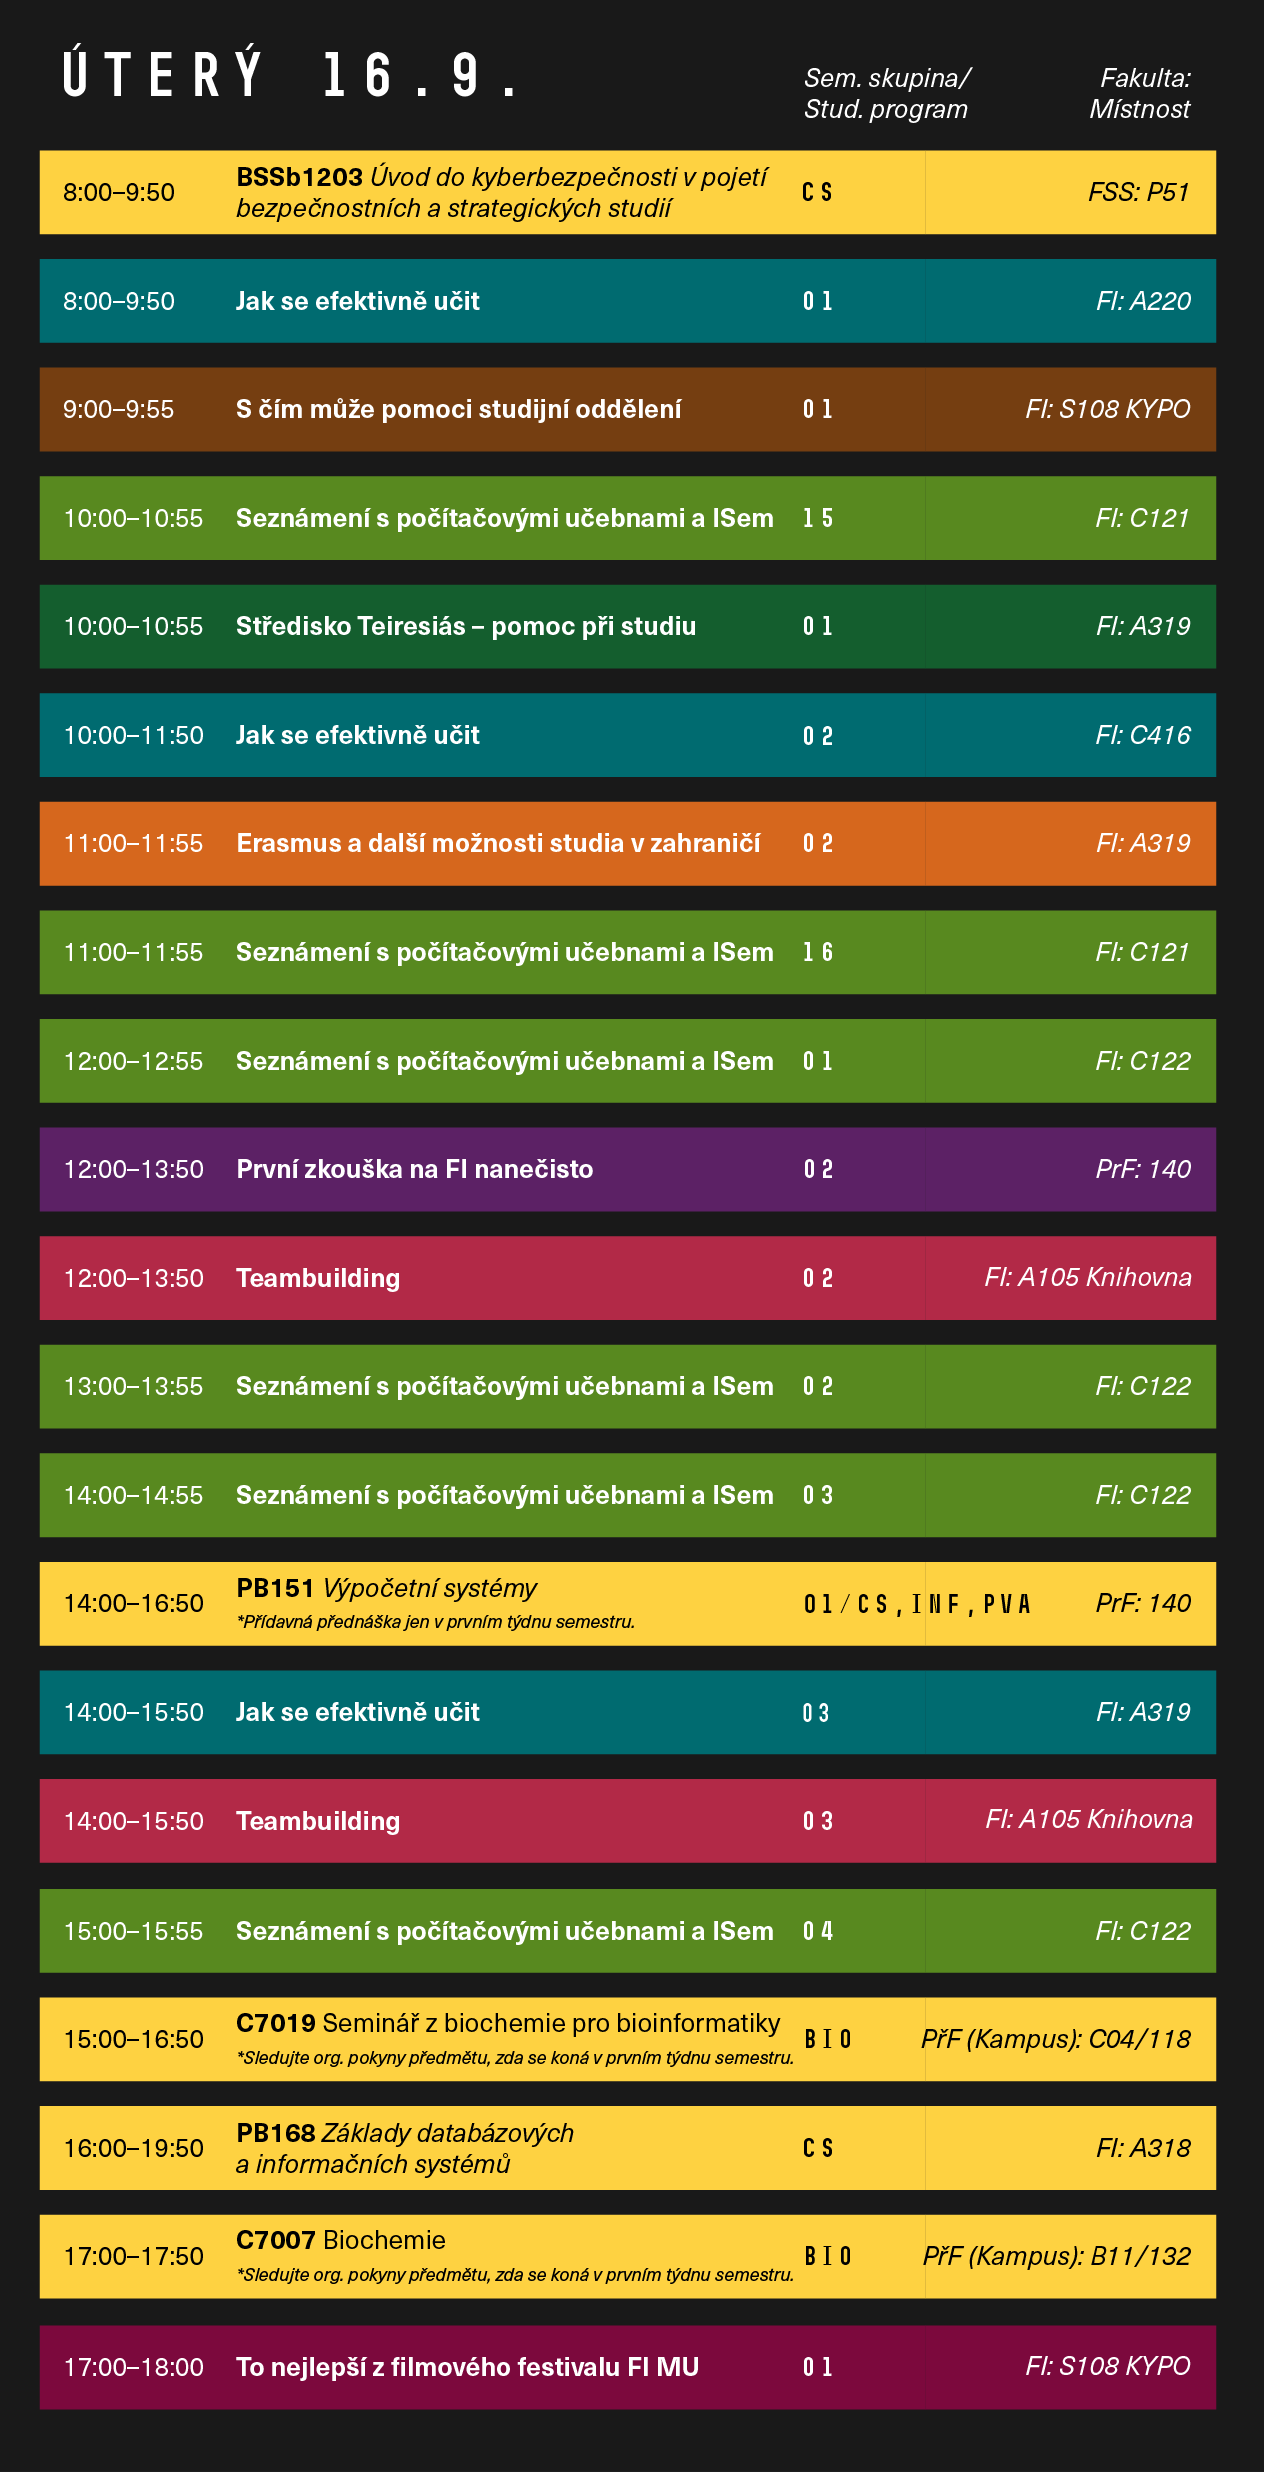 ÚTERÝ 16.9.
Sem. skupina/
Stud. program
Fakulta:
Místnost
8:00–9:50 BSSb1203 Úvod do kyberbezpečnosti v pojetí
bezpečnostních a strategických studií CS FSS: P51
8:00–9:50 Jak se efektivně učit 01 FI: A220
9:00–9:55 S čím může pomoci studijní oddělení 01 FI: S108 KYPO
10:00–10:55 Seznámení s počítačovými učebnami a ISem 15 FI: C121
10:00–10:55 Středisko Teiresiás – pomoc při studiu 01 FI: A319
10:00–11:50 Jak se efektivně učit 02 FI: C416
11:00–11:55 Erasmus a další možnosti studia v zahraničí 02 FI: A319
11:00–11:55 Seznámení s počítačovými učebnami a ISem 16 FI: C121
12:00–12:55 Seznámení s počítačovými učebnami a ISem 01 FI: C122
12:00–13:50 První zkouška na FI nanečisto 02 PrF: 140
12:00–13:50 Teambuilding 02 FI: A105 Knihovna
13:00–13:55 Seznámení s počítačovými učebnami a ISem 02 FI: C122
14:00–14:55 Seznámení s počítačovými učebnami a ISem 03 FI: C122
14:00–16:50 PB151 Výpočetní systémy 01/CS,INF,PVA PrF: 140
*Přídavná přednáška jen v prvním týdnu semestru.
14:00–15:50 Jak se efektivně učit 03 FI: A319
14:00–15:50 Teambuilding 03 FI: A105 Knihovna
15:00–15:55 Seznámení s počítačovými učebnami a ISem 04 FI: C122
15:00–16:50 C7019 Seminář z biochemie pro bioinformatiky BIO PřF (Kampus): C04/118
*Sledujte org. pokyny předmětu, zda se koná v prvním týdnu semestru.
16:00–19:50 PB168 Základy databázových
a informačních systémů CS FI: A318
17:00–17:50 C7007 Biochemie BIO PřF (Kampus): B11/132
*Sledujte org. pokyny předmětu, zda se koná v prvním týdnu semestru.
17:00–18:00 To nejlepší z filmového festivalu FI MU 01 FI: S108 KYPO